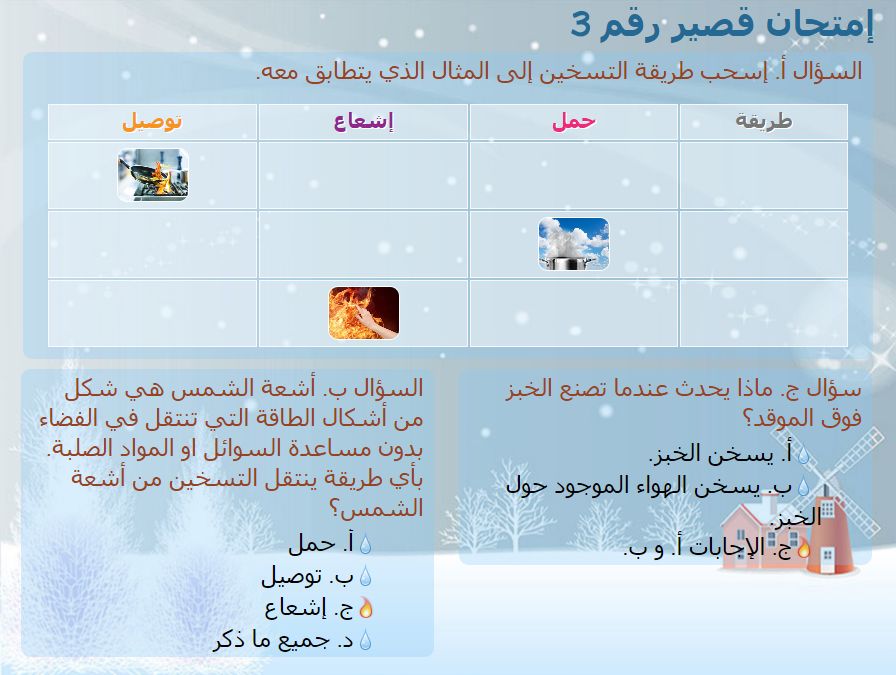 إمتحان قصير رقم 3
السؤال أ. إسحب طريقة التسخين إلى المثال الذي يتطابق معه.
طريقة حمل إشعاع توصيل
سؤال ج. ماذا يحدث عندما تصنع الخبز
فوق الموقد؟
أ. يسخن الخبز.
ب. يسخن الهواء الموجود حول
الخبز.
ج. الإجابات أ. و ب.
السؤال ب. أشعة الشمس هي شكل
من أشكال الطاقة التي تنتقل في الفضاء
بدون مساعدة السوائل او المواد الصلبة.
بأي طريقة ينتقل التسخين من أشعة
الشمس؟
أ. حمل
ب. توصيل
ج. إشعاع
د. جميع ما ذكر